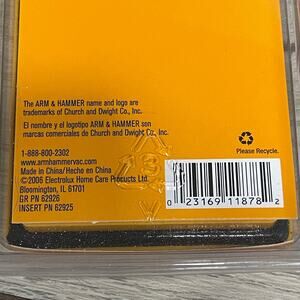 The ARM & HAMMER name and logo are
trademarks of Church and Dwight Co., Inc.
El nombre y el logotipo ARM & HAMMER son
marcas comerciales de Church and Dwight Co., Inc.
1-888-800-2302
www.armhammervac.com
Made in China/Hecho en China
©2006 Electrolux Home Care Products Ltd.
Bloomington, IL 61701
GR PN 62926
INSERT PN 62925
Please Recycle.
0 23169 11878 2